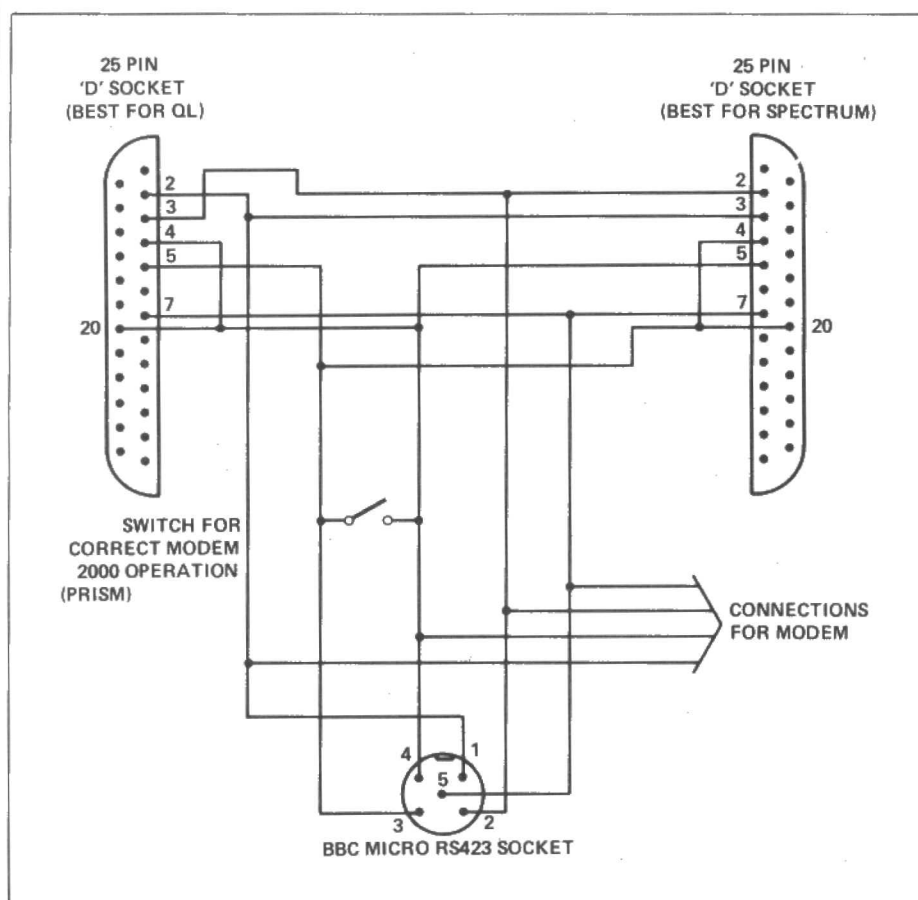 25 PIN
'D' SOCKET
(BEST FOR QL)
25 PIN
'D' SOCKET
(BEST FOR SPECTRUM)
2
3
4
5
7
20
2
3
4
5
7
20
SWITCH FOR
CORRECT MODEM
2000 OPERATION
(PRISM)
CONNECTIONS
FOR MODEM
4
1
5
3
2
BBC MICRO RS423 SOCKET